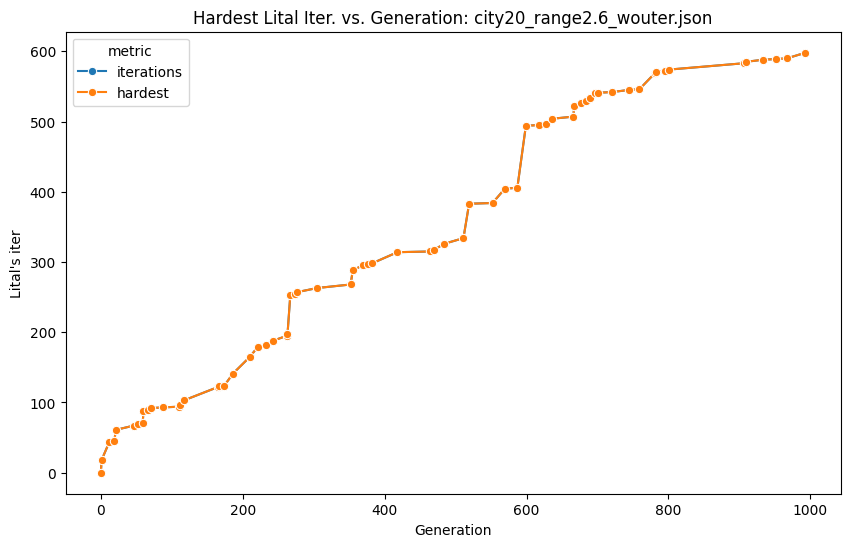 Hardest Lital Iter. vs. Generation: city20_range2.6_wouter.json
metric
iterations
hardest
600
500
400
300
200
100
0
Lital's iter
0 200 400 600 800 1000
Generation